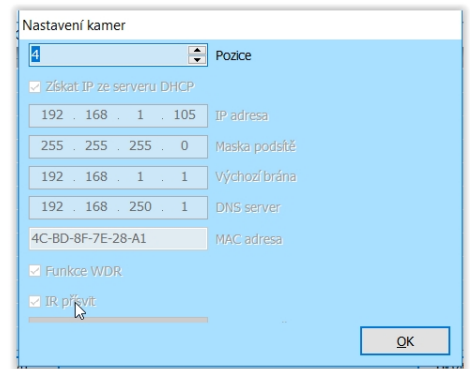 Nastavení kamer
4 Pozice
Získat IP ze serveru DHCP
192 . 168 . 1 . 105 IP adresa
255 . 255 . 255 . 0 Maska podsítě
192 . 168 . 1 . 1 Výchozí brána
192 . 168 . 250 . 1 DNS server
4C-BD-8F-7E-28-A1 MAC adresa
Funkce WDR
IR přísvit
OK